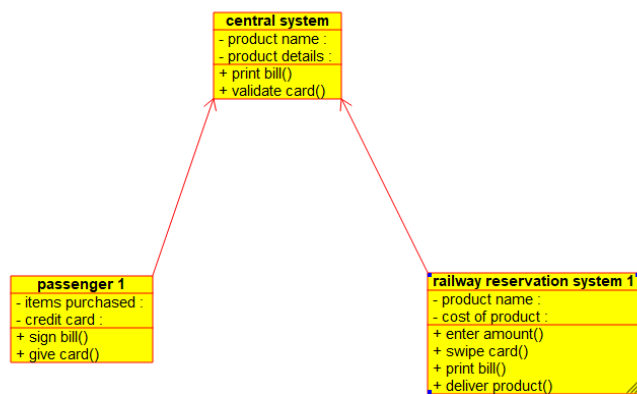 central system
- product name :
- product details :
+ print bill()
+ validate card()
passenger 1
- items purchased :
- credit card :
+ sign bill()
+ give card()
railway reservation system 1
- product name :
- cost of product :
+ enter amount()
+ swipe card()
+ print bill()
+ deliver product()